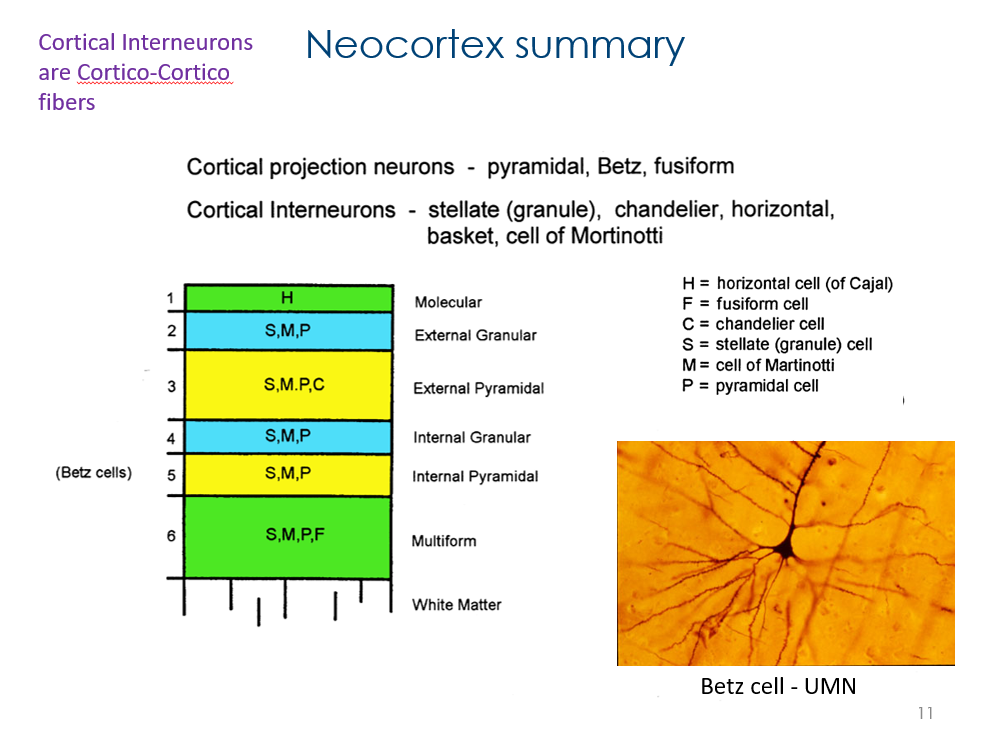 Cortical Interneurons
are Cortico-Cortico
fibers
Neocortex summary
Cortical projection neurons - pyramidal, Betz, fusiform
Cortical Interneurons - stellate (granule), chandelier, horizontal,
basket, cell of Mortinotti
1 H Molecular
2 S,M,P External Granular
3 S,M.P,C External Pyramidal
4 S,M,P Internal Granular
(Betz cells) 5 S,M,P Internal Pyramidal
6 S,M,P,F Multiform
White Matter
H = horizontal cell (of Cajal)
F = fusiform cell
C = chandelier cell
S = stellate (granule) cell
M = cell of Martinotti
P = pyramidal cell
Betz cell - UMN
11